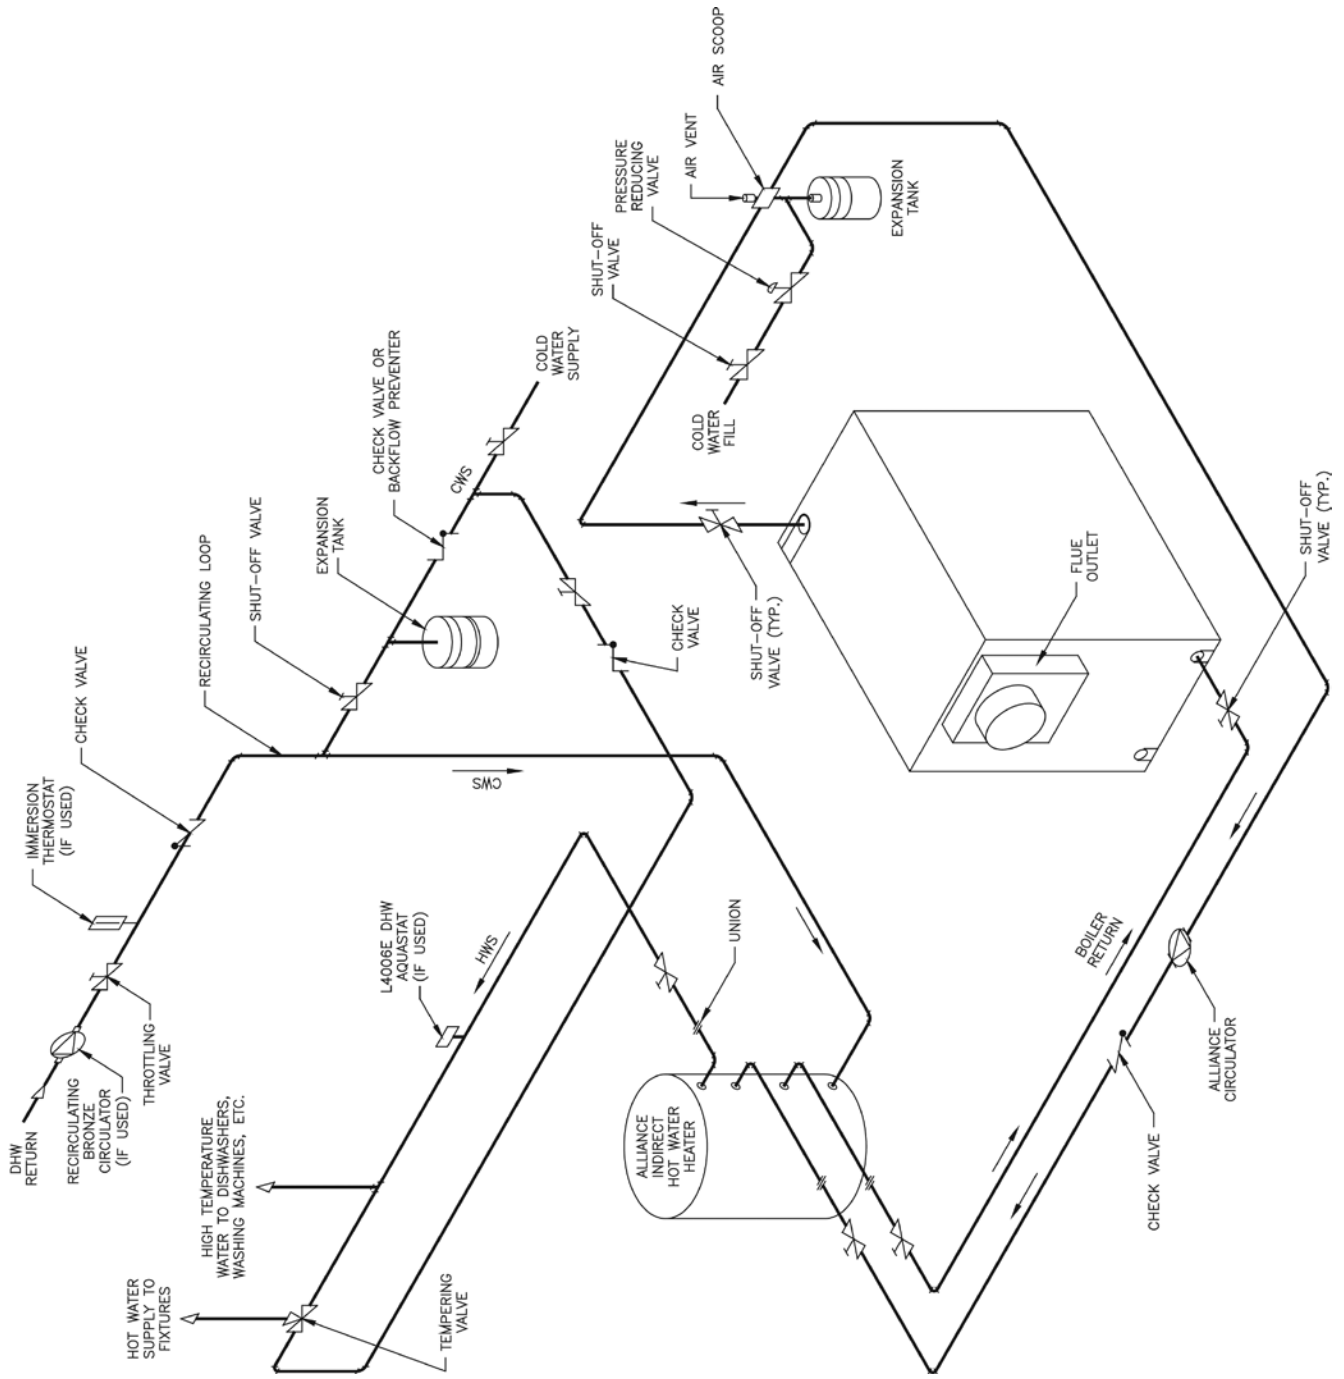 DHW
RETURN
RECIRCULATING
BRONZE
CIRCULATOR
(IF USED)
THROTTLING
VALVE
IMMERSION
THERMOSTAT
(IF USED)
CHECK VALVE
RECIRCULATING LOOP
SHUT-OFF VALVE
EXPANSION
TANK
CHECK VALVE OR
BACKFLOW PREVENTER
CWS
COLD
WATER
SUPPLY
SHUT-OFF
VALVE
PRESSURE
REDUCING
VALVE
AIR VENT
AIR SCOOP
EXPANSION
TANK
COLD
WATER
FILL
CHECK
VALVE
SHUT-OFF
VALVE (TYP.)
FLUE
OUTLET
SHUT-OFF
VALVE (TYP.)
CWS
L4006E DHW
AQUASTAT
(IF USED)
HWS
UNION
HIGH TEMPERATURE
WATER TO DISHWASHERS,
WASHING MACHINES, ETC.
HOT WATER
SUPPLY TO
FIXTURES
TEMPERING
VALVE
ALLIANCE
INDIRECT
HOT WATER
HEATER
BOILER
RETURN
ALLIANCE
CIRCULATOR
CHECK VALVE